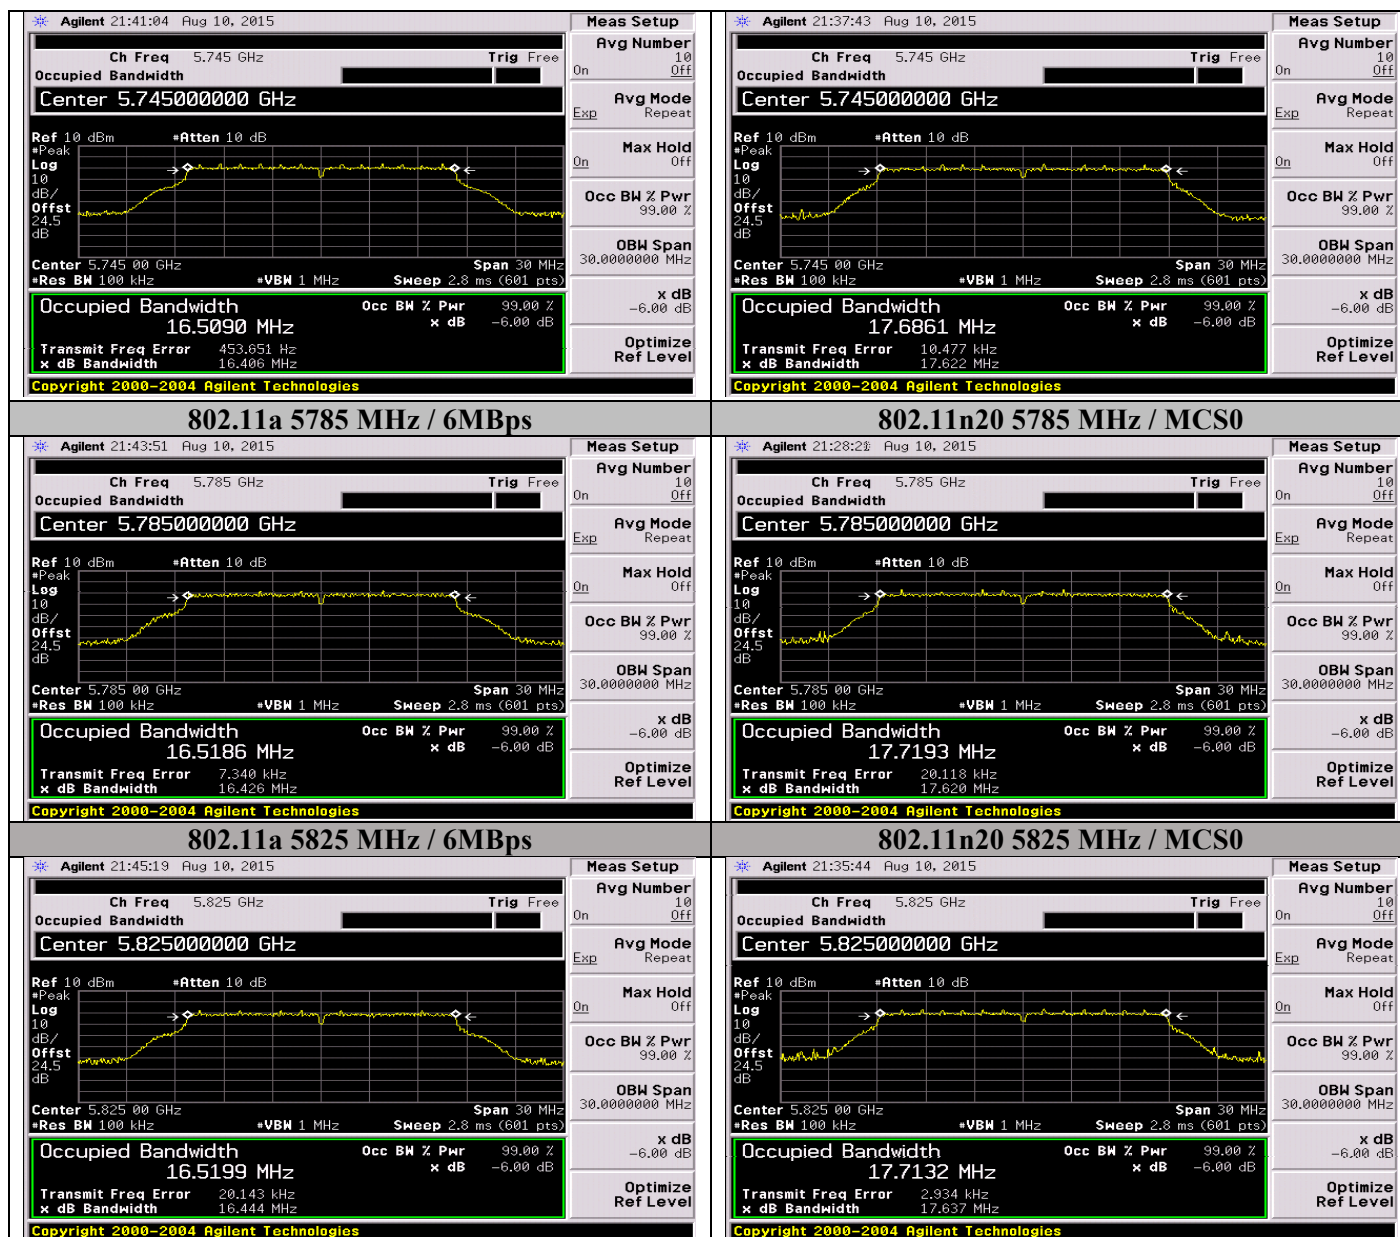 Agilent 21:41:04 Aug 10, 2015
Meas Setup
Ch Freq 5.745 GHz Trig Free
Occupied Bandwidth
Center 5.745000000 GHz
Ref 10 dBm #Atten 10 dB
#Peak
Log
10
dB/
Offst
24.5
dB
Center 5.745 00 GHz Span 30 MHz
#Res BW 100 kHz #VBW 1 MHz Sweep 2.8 ms (601 pts)
Occupied Bandwidth Occ BW % Pwr 99.00 %
16.5090 MHz x dB -6.00 dB
Transmit Freq Error 453.651 Hz
x dB Bandwidth 16.406 MHz
Copyright 2000-2004 Agilent Technologies
Avg Number
10
On Off
Avg Mode
Exp Repeat
Max Hold
On Off
Occ BW % Pwr
99.00 %
OBW Span
30.0000000 MHz
x dB
-6.00 dB
Optimize
Ref Level
Agilent 21:37:43 Aug 10, 2015
Meas Setup
Ch Freq 5.745 GHz Trig Free
Occupied Bandwidth
Center 5.745000000 GHz
Ref 10 dBm #Atten 10 dB
#Peak
Log
10
dB/
Offst
24.5
dB
Center 5.745 00 GHz Span 30 MHz
#Res BW 100 kHz #VBW 1 MHz Sweep 2.8 ms (601 pts)
Occupied Bandwidth Occ BW % Pwr 99.00 %
17.6861 MHz x dB -6.00 dB
Transmit Freq Error 10.477 kHz
x dB Bandwidth 17.622 MHz
Copyright 2000-2004 Agilent Technologies
Avg Number
10
On Off
Avg Mode
Exp Repeat
Max Hold
On Off
Occ BW % Pwr
99.00 %
OBW Span
30.0000000 MHz
x dB
-6.00 dB
Optimize
Ref Level
802.11a 5785 MHz / 6MBps
802.11n20 5785 MHz / MCS0
Agilent 21:43:51 Aug 10, 2015
Meas Setup
Ch Freq 5.785 GHz Trig Free
Occupied Bandwidth
Center 5.785000000 GHz
Ref 10 dBm #Atten 10 dB
#Peak
Log
10
dB/
Offst
24.5
dB
Center 5.785 00 GHz Span 30 MHz
#Res BW 100 kHz #VBW 1 MHz Sweep 2.8 ms (601 pts)
Occupied Bandwidth Occ BW % Pwr 99.00 %
16.5186 MHz x dB -6.00 dB
Transmit Freq Error 7.340 kHz
x dB Bandwidth 16.426 MHz
Copyright 2000-2004 Agilent Technologies
Avg Number
10
On Off
Avg Mode
Exp Repeat
Max Hold
On Off
Occ BW % Pwr
99.00 %
OBW Span
30.0000000 MHz
x dB
-6.00 dB
Optimize
Ref Level
Agilent Aug 10, 2015
Meas Setup
Ch Freq 5.785 GHz Trig Free
Occupied Bandwidth
Center 5.785000000 GHz
Ref 10 dBm #Atten 10 dB
#Peak
Log
10
dB/
Offst
24.5
dB
Center 5.785 00 GHz Span 30 MHz
#Res BW 100 kHz #VBW 1 MHz Sweep 2.8 ms (601 pts)
Occupied Bandwidth Occ BW % Pwr 99.00 %
17.7193 MHz x dB -6.00 dB
Transmit Freq Error 20.118 kHz
x dB Bandwidth 17.620 MHz
Copyright 2000-2004 Agilent Technologies
Avg Number
10
On Off
Avg Mode
Exp Repeat
Max Hold
On Off
Occ BW % Pwr
99.00 %
OBW Span
30.0000000 MHz
x dB
-6.00 dB
Optimize
Ref Level
802.11a 5825 MHz / 6MBps
802.11n20 5825 MHz / MCS0
Agilent 21:45:19 Aug 10, 2015
Meas Setup
Ch Freq 5.825 GHz Trig Free
Occupied Bandwidth
Center 5.825000000 GHz
Ref 10 dBm #Atten 10 dB
#Peak
Log
10
dB/
Offst
24.5
dB
Center 5.825 00 GHz Span 30 MHz
#Res BW 100 kHz #VBW 1 MHz Sweep 2.8 ms (601 pts)
Occupied Bandwidth Occ BW % Pwr 99.00 %
16.5199 MHz x dB -6.00 dB
Transmit Freq Error 20.143 kHz
x dB Bandwidth 16.444 MHz
Copyright 2000-2004 Agilent Technologies
Avg Number
10
On Off
Avg Mode
Exp Repeat
Max Hold
On Off
Occ BW % Pwr
99.00 %
OBW Span
30.0000000 MHz
x dB
-6.00 dB
Optimize
Ref Level
Agilent 21:35:44 Aug 10, 2015
Meas Setup
Ch Freq 5.825 GHz Trig Free
Occupied Bandwidth
Center 5.825000000 GHz
Ref 10 dBm #Atten 10 dB
#Peak
Log
10
dB/
Offst
24.5
dB
Center 5.825 00 GHz Span 30 MHz
#Res BW 100 kHz #VBW 1 MHz Sweep 2.8 ms (601 pts)
Occupied Bandwidth Occ BW % Pwr 99.00 %
17.7132 MHz x dB -6.00 dB
Transmit Freq Error 2.934 kHz
x dB Bandwidth 17.637 MHz
Copyright 2000-2004 Agilent Technologies
Avg Number
10
On Off
Avg Mode
Exp Repeat
Max Hold
On Off
Occ BW % Pwr
99.00 %
OBW Span
30.0000000 MHz
x dB
-6.00 dB
Optimize
Ref Level